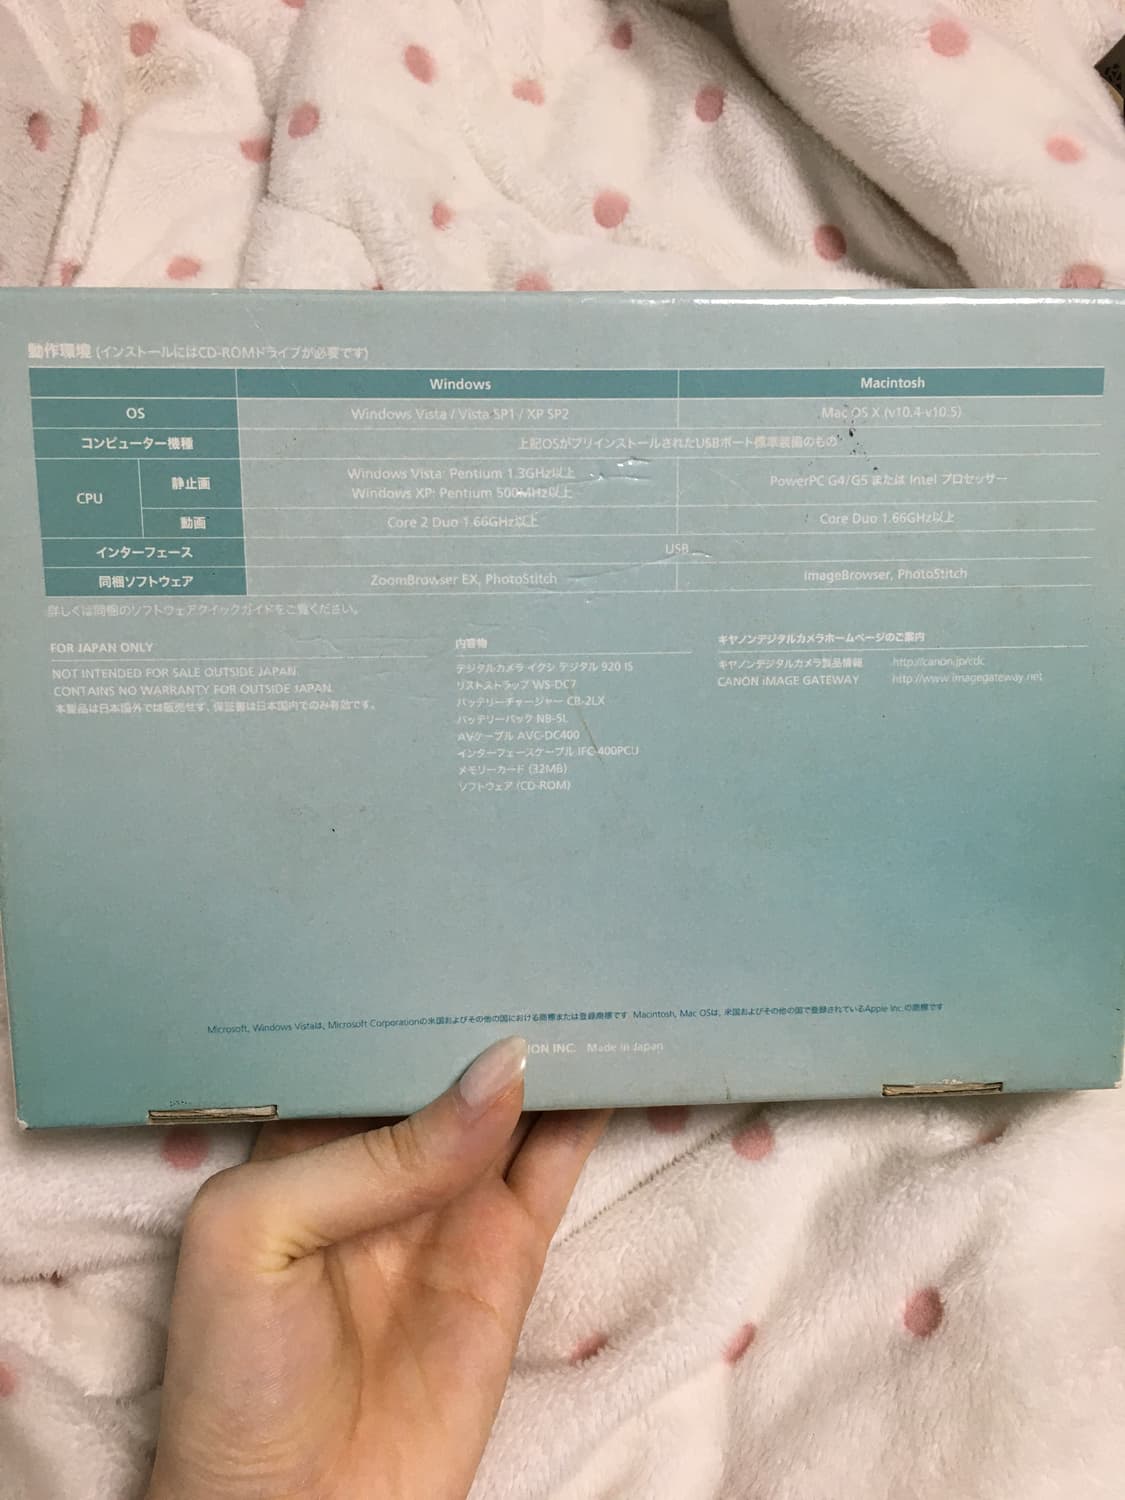 動作環境 (インストールにはCD-ROMドライブが必要です)
Windows Macintosh
OS Windows Vista / Vista SP1 / XP SP2 Mac OS X (v10.4-v10.5)
コンピューター機種 上記OSがプリインストールされたUSBポート標準装備のもの
CPU 静止画 Windows Vista: Pentium 1.3GHz以上 PowerPC G4/G5 または Intel プロセッサー
Windows XP: Pentium 500MHz以上
動画 Core 2 Duo 1.66GHz以上 Core Duo 1.66GHz以上
インターフェース USB
同梱ソフトウェア ZoomBrowser EX, PhotoStitch ImageBrowser, PhotoStitch
詳しくは同梱のソフトウェアクイックガイドをご覧ください。
FOR JAPAN ONLY
NOT INTENDED FOR SALE OUTSIDE JAPAN.
CONTAINS NO WARRANTY FOR OUTSIDE JAPAN.
本製品は日本国外では販売せず、保証書は日本国内でのみ有効です。
内容物
デジタルカメラ イクシ デジタル 920 IS
リストストラップ WS-DC7
バッテリーチャージャー CB-2LX
バッテリーパック NB-5L
AVケーブル AVC-DC400
インターフェースケーブル IFC-400PCU
メモリーカード (32MB)
ソフトウェア (CD-ROM)
キヤノンデジタルカメラホームページのご案内
キヤノンデジタルカメラ製品情報 http://canon.jp/cdc
CANON iMAGE GATEWAY http://www.imagegateway.net
Microsoft, Windows Vistaは、Microsoft Corporationの米国およびその他の国における商標または登録商標です. Macintosh, Mac OSは、米国およびその他の国で登録されているApple Inc.の商標です
NON INC. Made in Japan